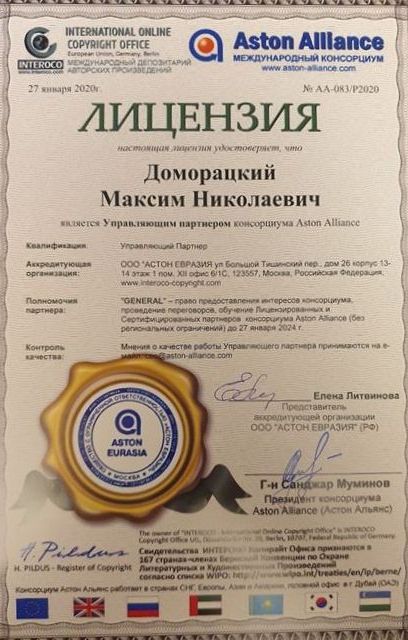 INTERNATIONAL ONLINE
COPYRIGHT OFFICE
European Union, Germany, Berlin
INTEROCO
www.interoco.com
МЕЖДУНАРОДНЫЙ ДЕПОЗИТАРИЙ
АВТОРСКИХ ПРОИЗВЕДЕНИЙ
Aston Alliance
МЕЖДУНАРОДНЫЙ КОНСОРЦИУМ
www.aston-alliance.com
27 января 2020г.
№ АА-083/Р2020
ЛИЦЕНЗИЯ
настоящая лицензия удостоверяет, что
Доморацкий
Максим Николаевич
является Управляющим партнером консорциума Aston Alliance
Квалификация:
Управляющий Партнер
Аккредитующая организация:
ООО "АСТОН ЕВРАЗИЯ ул Большой Тишинский пер., дом 26 корпус 13-
14 этаж 1 пом. XII офис 6/1С, 123557, Москва, Российская Федерация,
www.interoco-copyright.com
Полномочия партнера:
"GENERAL" – право предоставления интересов консорциума,
проведение переговоров, обучение Лицензированных и
Сертифицированных партнеров консорциума Aston Alliance (без
региональных ограничений) до 27 января 2024 г.
Контроль качества:
Мнения о качестве работы Управляющего партнера принимаются на е-
майл: ceo@aston-alliance.com
ASTON
EURASIA
МОСКВА
Елена Литвинова
Представитель
аккредитующей организации
ООО "АСТОН ЕВРАЗИЯ" (РФ)
Г-н Санджар Муминов
Президент консорциума
Aston Alliance (Астон Альянс)
H. Pildus
H. PILDUS - Register of Copyright
The owner of "INTEROCO - International Online Copyright Office" is INTEROCO
Copyright Office UG, 10707, Federal Republic of Germany.
Свидетельства ИНТЕРОКО Копирайт Офиса признаются в
167 странах-членах Бернской Конвенции по Охране
Литературных и Художественных Произведений
согласно списку WIPO: http://www.wipo.int/treaties/en/ip/berne/
Консорциум Астон Альянс работает в странах СНГ, Европы, Азии и Америки, головной офис в г Дубай (ОАЭ)